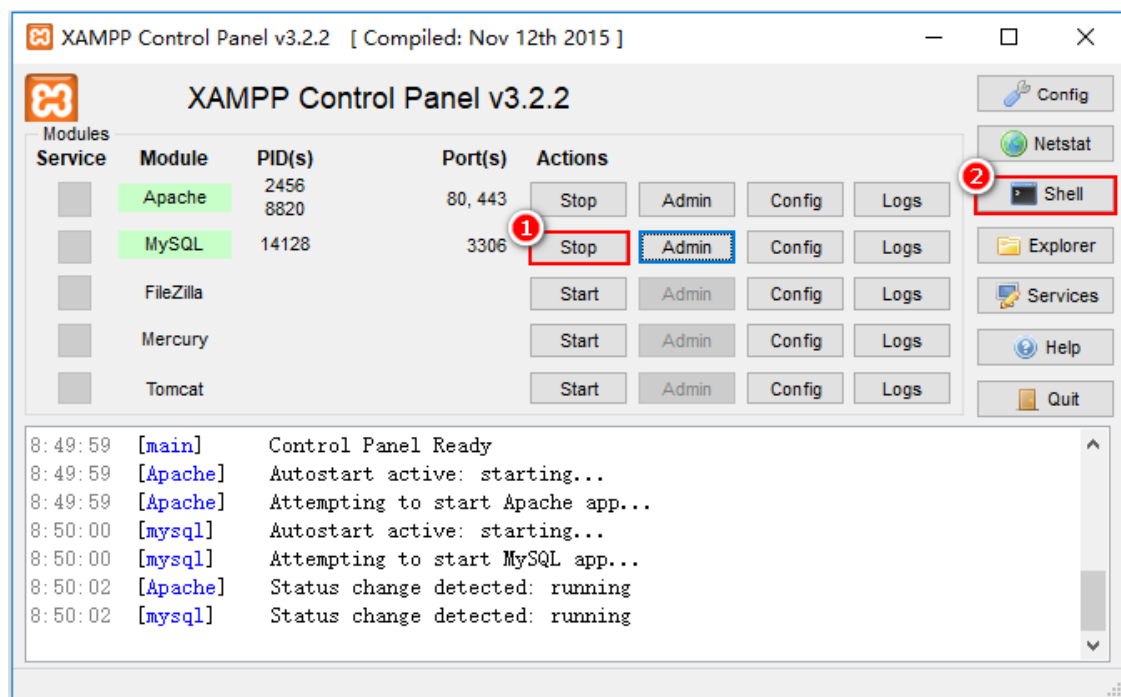 XAMPP Control Panel v3.2.2 [ Compiled: Nov 12th 2015 ]
XAMPP Control Panel v3.2.2
Config
Modules
Netstat
Service Module PID(s) Port(s) Actions
2
Shell
Apache 2456 8820 80, 443 Stop Admin Config Logs
1
MySQL 14128 3306 Stop Admin Config Logs
Explorer
FileZilla Start Admin Config Logs
Services
Mercury Start Admin Config Logs
Help
Tomcat Start Admin Config Logs
Quit
8:49:59 [main] Control Panel Ready
8:49:59 [Apache] Autostart active: starting...
8:49:59 [Apache] Attempting to start Apache app...
8:50:00 [mysql] Autostart active: starting...
8:50:00 [mysql] Attempting to start MySQL app...
8:50:02 [Apache] Status change detected: running
8:50:02 [mysql] Status change detected: running